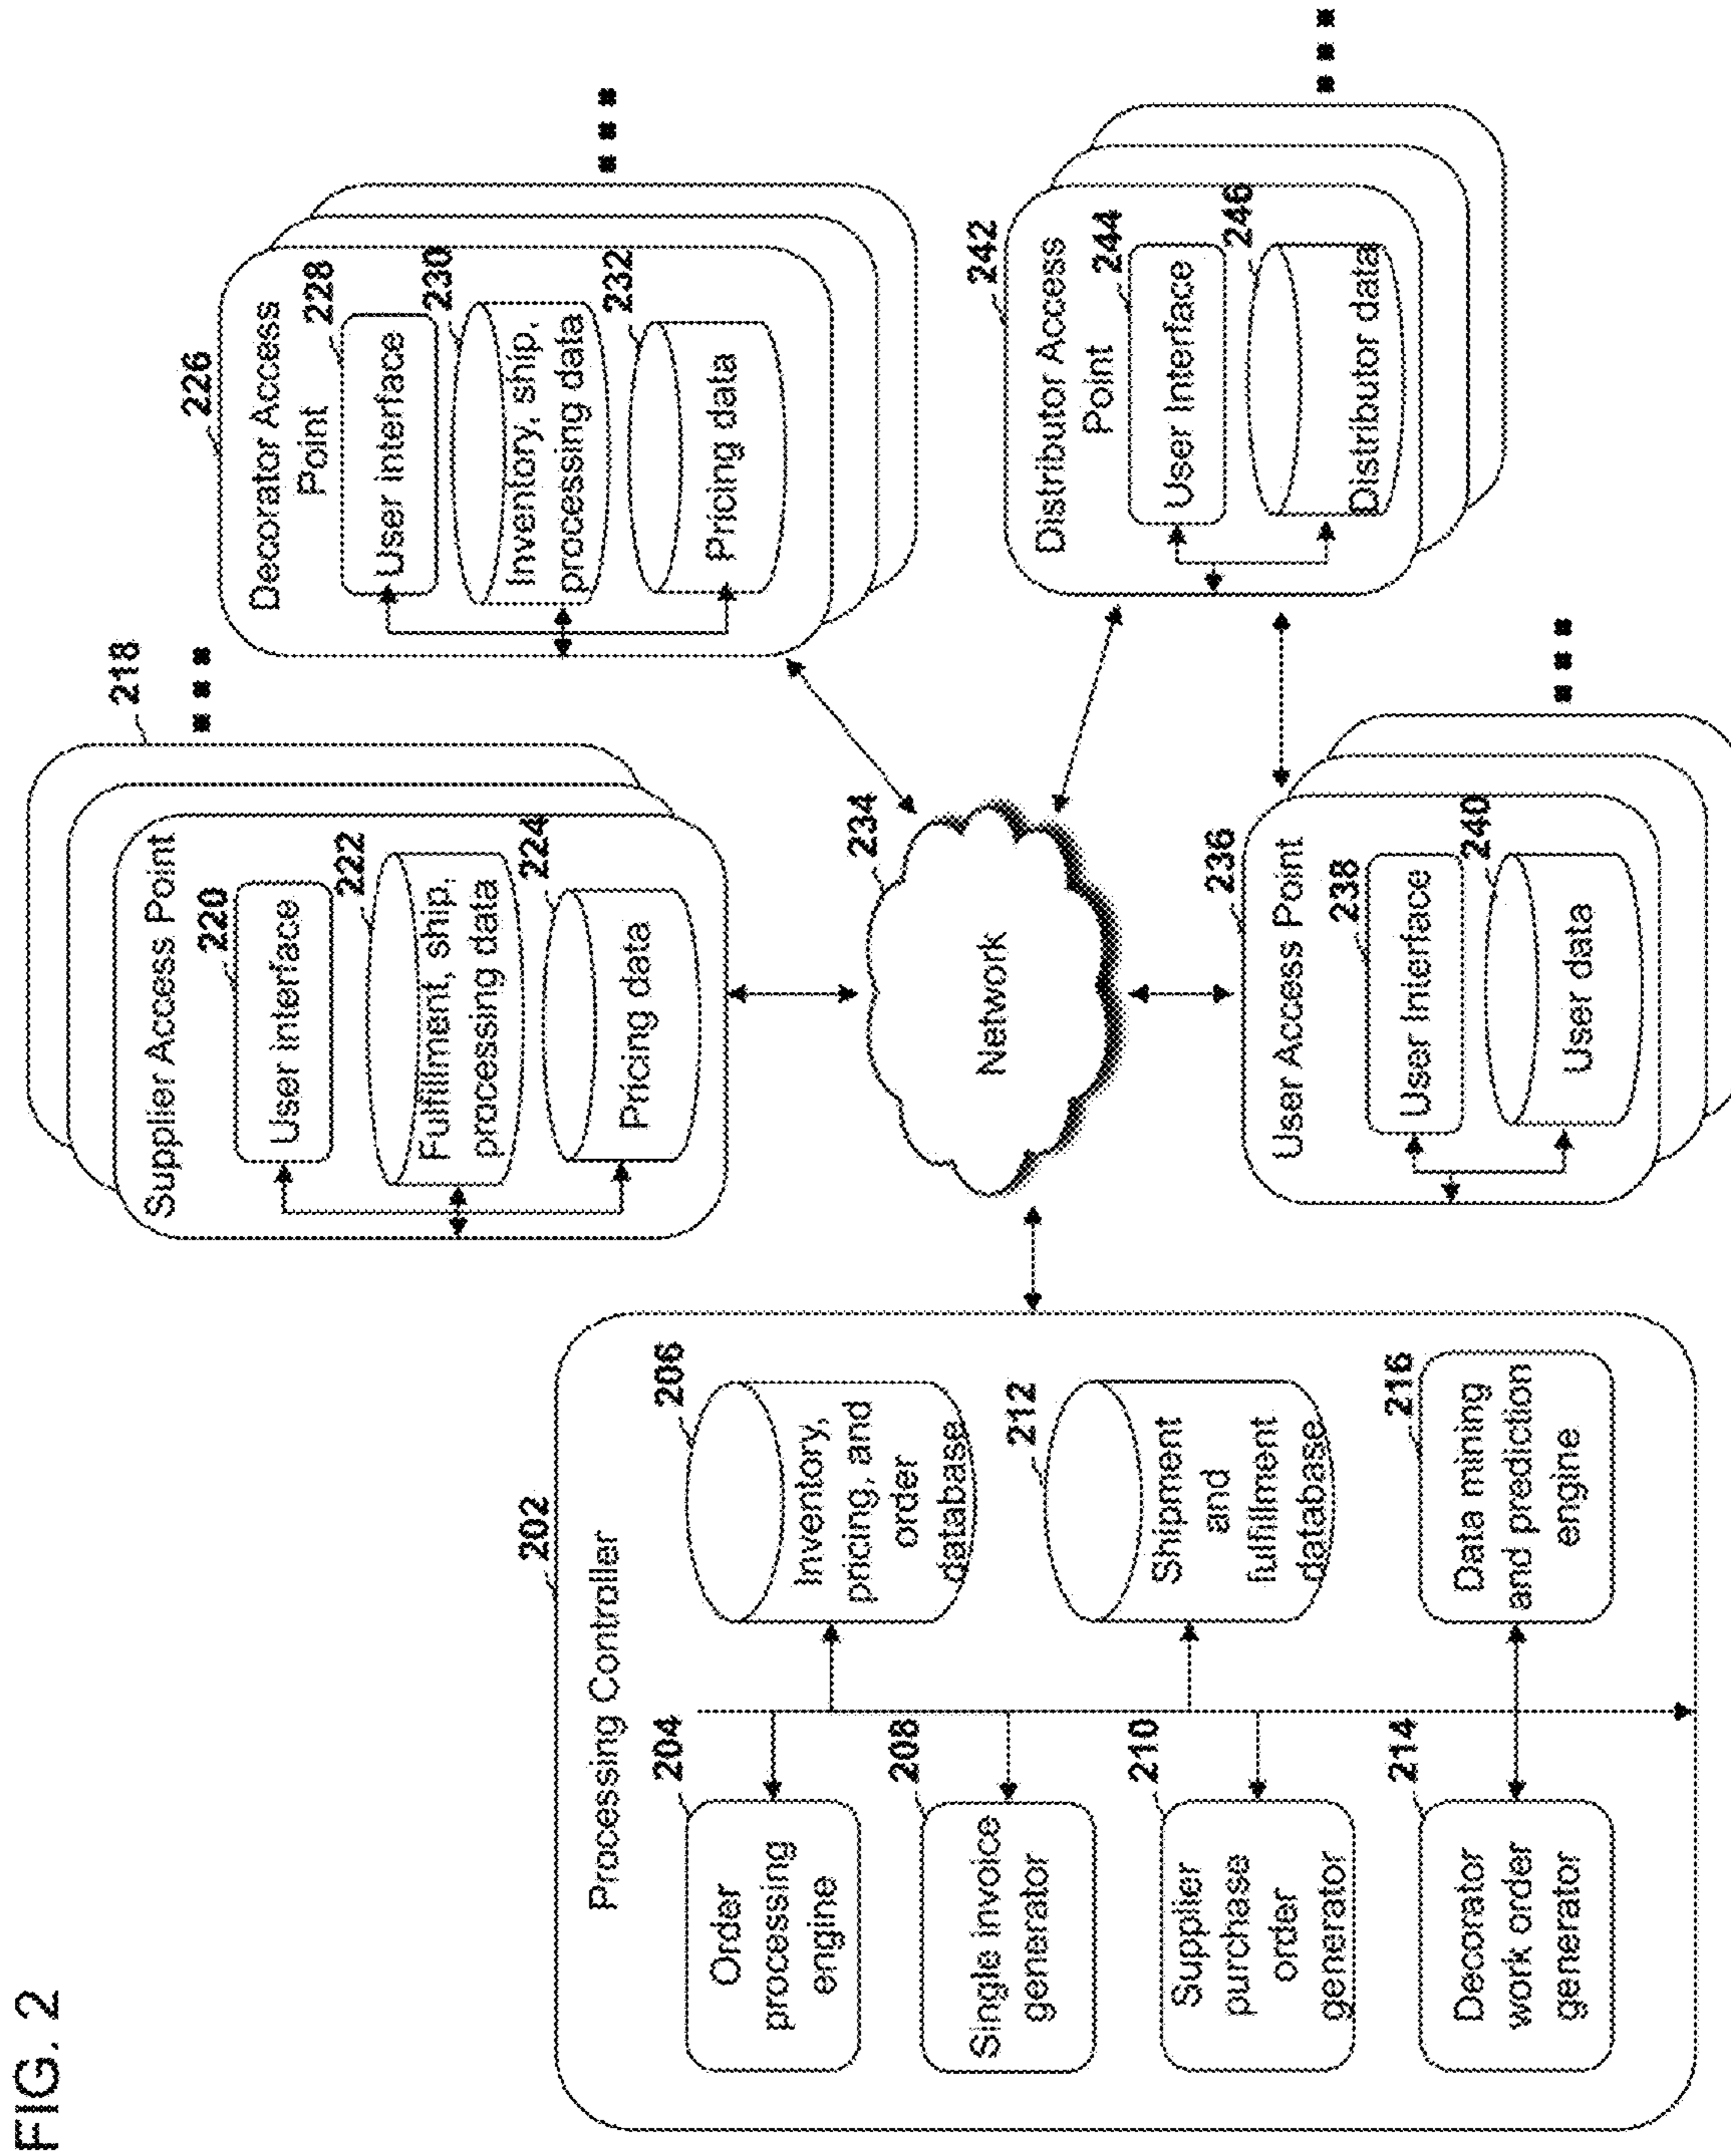 FIG. 2
202
Processing Controller
204
Order
processing
engine
206
Inventory,
pricing, and
order
database
208
Single invoice
generator
210
Supplier
purchase
order
generator
212
Shipment
and
fulfillment
database
214
Decorator
work order
generator
216
Data mining
and prediction
engine
218
Supplier Access Point
220
User interface
222
Fulfillment, ship,
processing data
224
Pricing data
226
Decorator Access
Point
228
User interface
230
Inventory, ship,
processing data
232
Pricing data
234
Network
236
User Access Point
238
User Interface
240
User data
242
Distributor Access
Point
244
User Interface
246
Distributor data